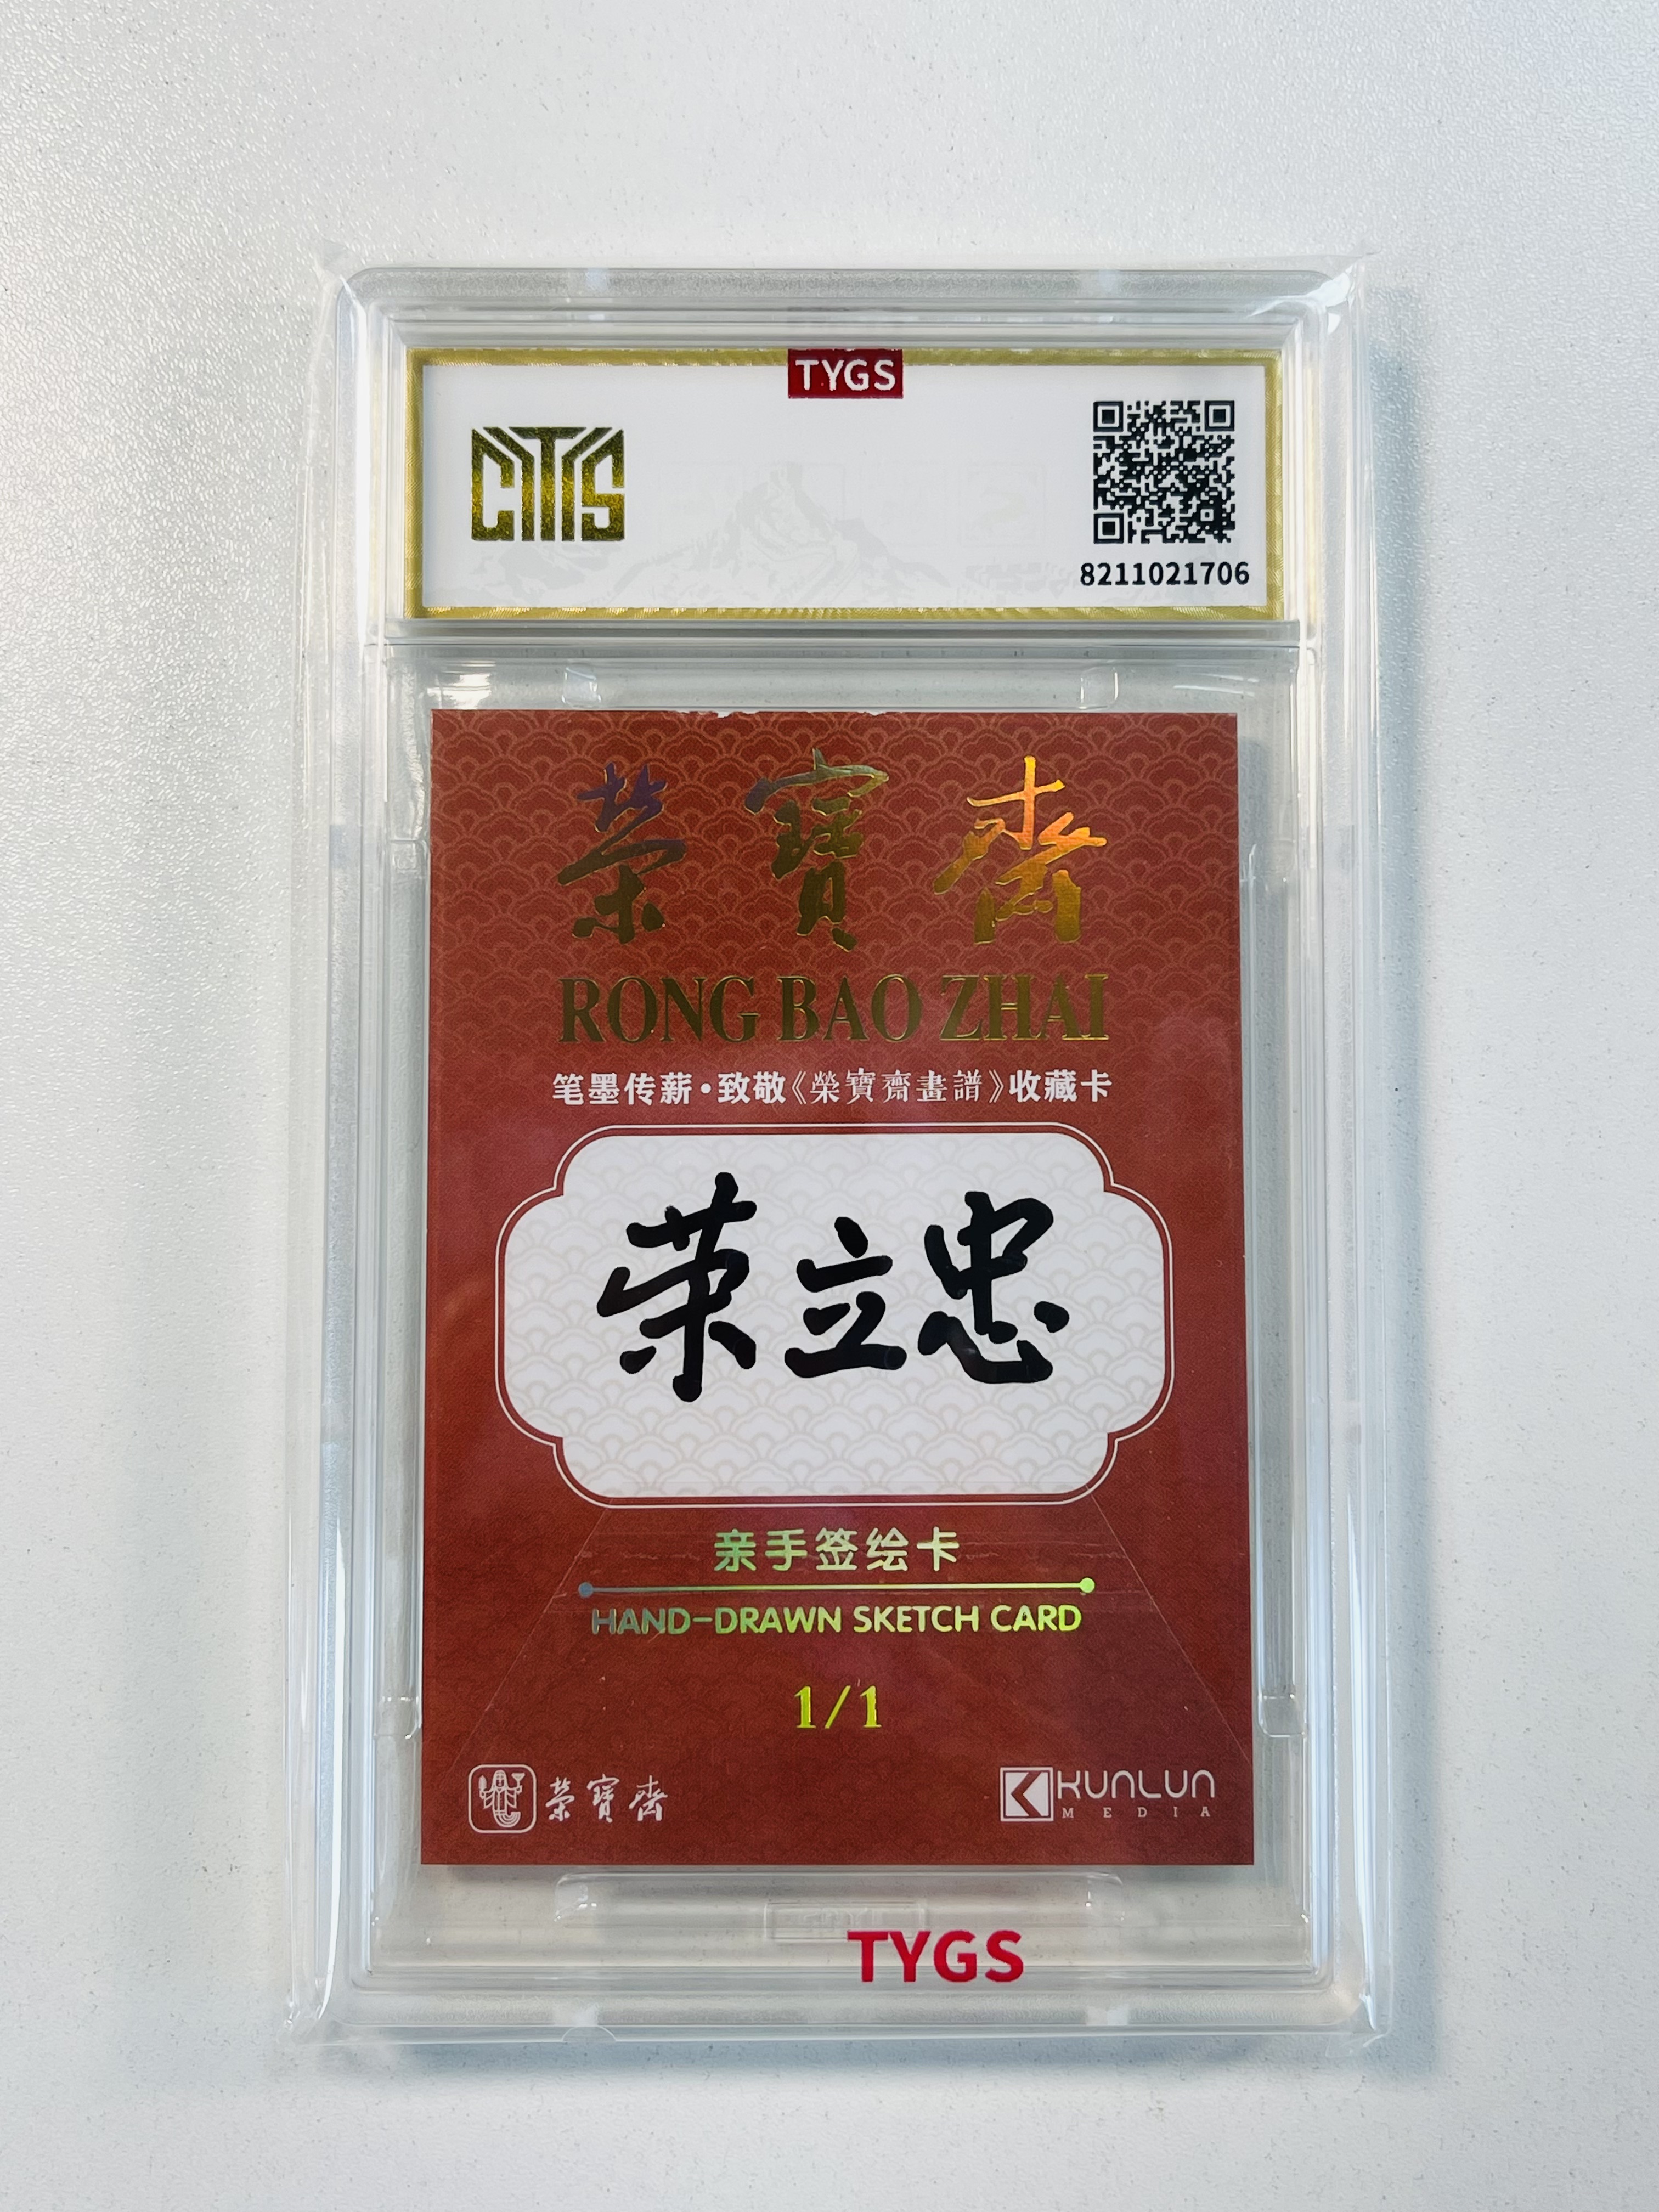 TYGS
CTTS
8211021706
榮寶齋
RONG BAO ZHAI
笔墨传薪·致敬《榮寶齋畫譜》收藏卡
荣立忠
亲手签绘卡
HAND-DRAWN SKETCH CARD
1/1
榮寶齋
KUNLUN
MEDIA
TYGS